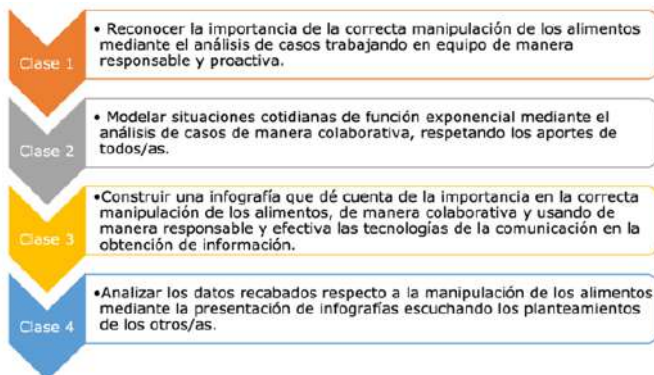 Clase 1
• Reconocer la importancia de la correcta manipulación de los alimentos
mediante el análisis de casos trabajando en equipo de manera
responsable y proactiva.
Clase 2
• Modelar situaciones cotidianas de función exponencial mediante el
análisis de casos de manera colaborativa, respetando los aportes de
todos/as.
Clase 3
•Construir una infografía que dé cuenta de la importancia en la correcta
manipulación de los alimentos, de manera colaborativa y usando de
manera responsable y efectiva las tecnologías de la comunicación en la
obtención de información.
Clase 4
•Analizar los datos recabados respecto a la manipulación de los alimentos
mediante la presentación de infografías escuchando los planteamientos
de los otros/as.